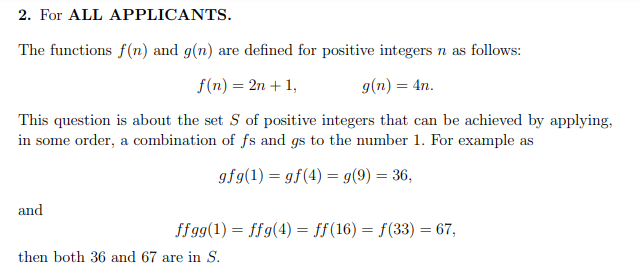 2. For ALL APPLICANTS.
The functions f(n) and g(n) are defined for positive integers n as follows:
f(n) = 2n + 1, g(n) = 4n.
This question is about the set S of positive integers that can be achieved by applying,
in some order, a combination of fs and gs to the number 1. For example as
gfg(1) = gf(4) = g(9) = 36,
and
ffgg(1) = ffg(4) = ff(16) = f(33) = 67,
then both 36 and 67 are in S.